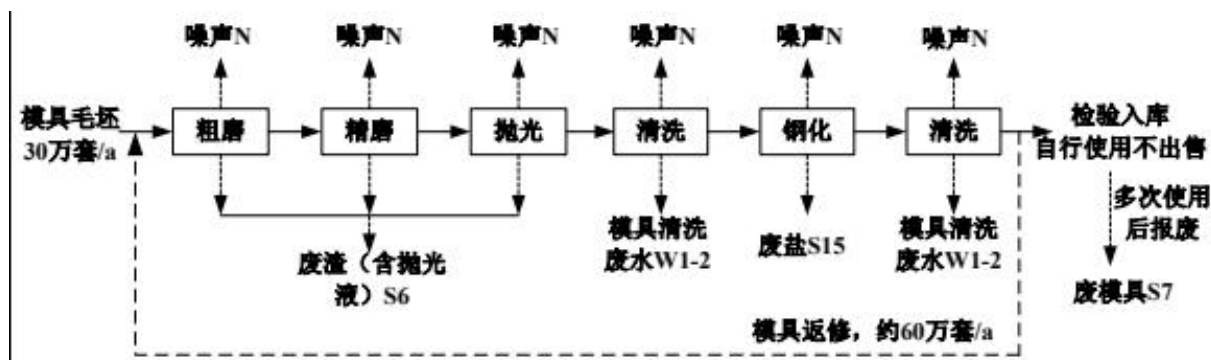 噪声N 噪声N 噪声N 噪声N 噪声N 噪声N
模具毛坯
30万套/a
粗磨 精磨 抛光 清洗 钢化 清洗
检验入库
自行使用不出售
多次使用
后报废
废渣（含抛光
液）S6
模具清洗
废水W1-2
废盐S15
模具清洗
废水W1-2
废模具S7
模具返修，约60万套/a